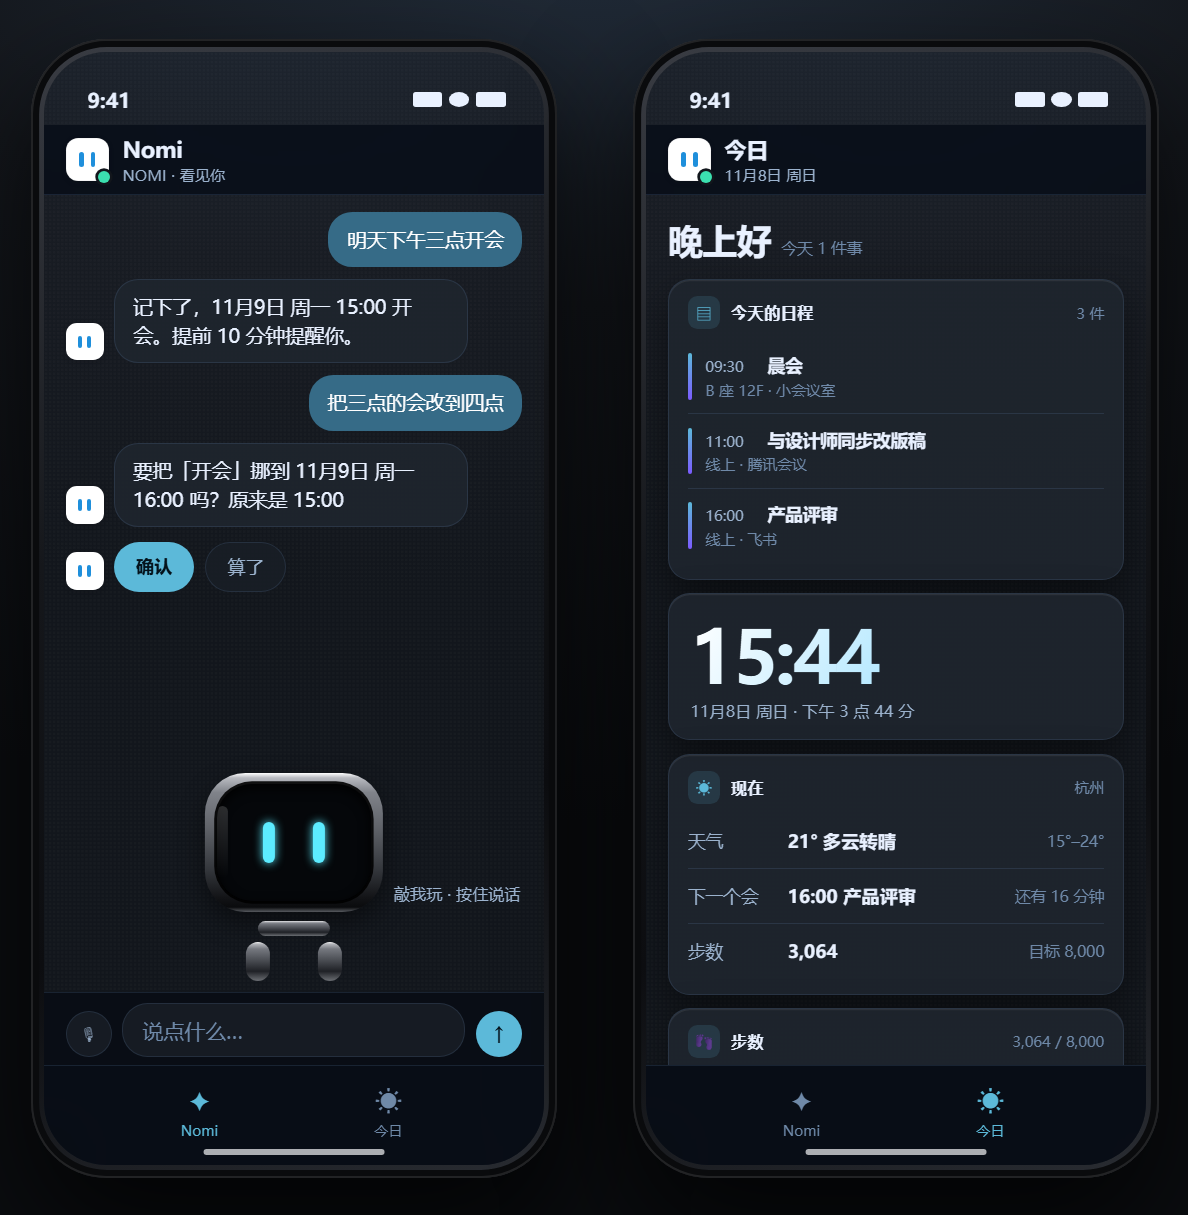 9:41
Nomi
NOMI · 看见你
明天下午三点开会
记下了，11月9日 周一 15:00 开
会。提前 10 分钟提醒你。
把三点的会改到四点
要把「开会」挪到 11月9日 周一
16:00 吗？原来是 15:00
确认
算了
敲我玩 · 按住说话
说点什么...
↑
Nomi
今日
9:41
今日
11月8日 周日
晚上好 今天 1 件事
今天的日程 3 件
09:30 晨会
B 座 12F · 小会议室
11:00 与设计师同步改版稿
线上 · 腾讯会议
16:00 产品评审
线上 · 飞书
15:44
11月8日 周日 · 下午 3 点 44 分
现在 杭州
天气 21° 多云转晴 15°–24°
下一个会 16:00 产品评审 还有 16 分钟
步数 3,064 目标 8,000
步数 3,064 / 8,000
Nomi
今日